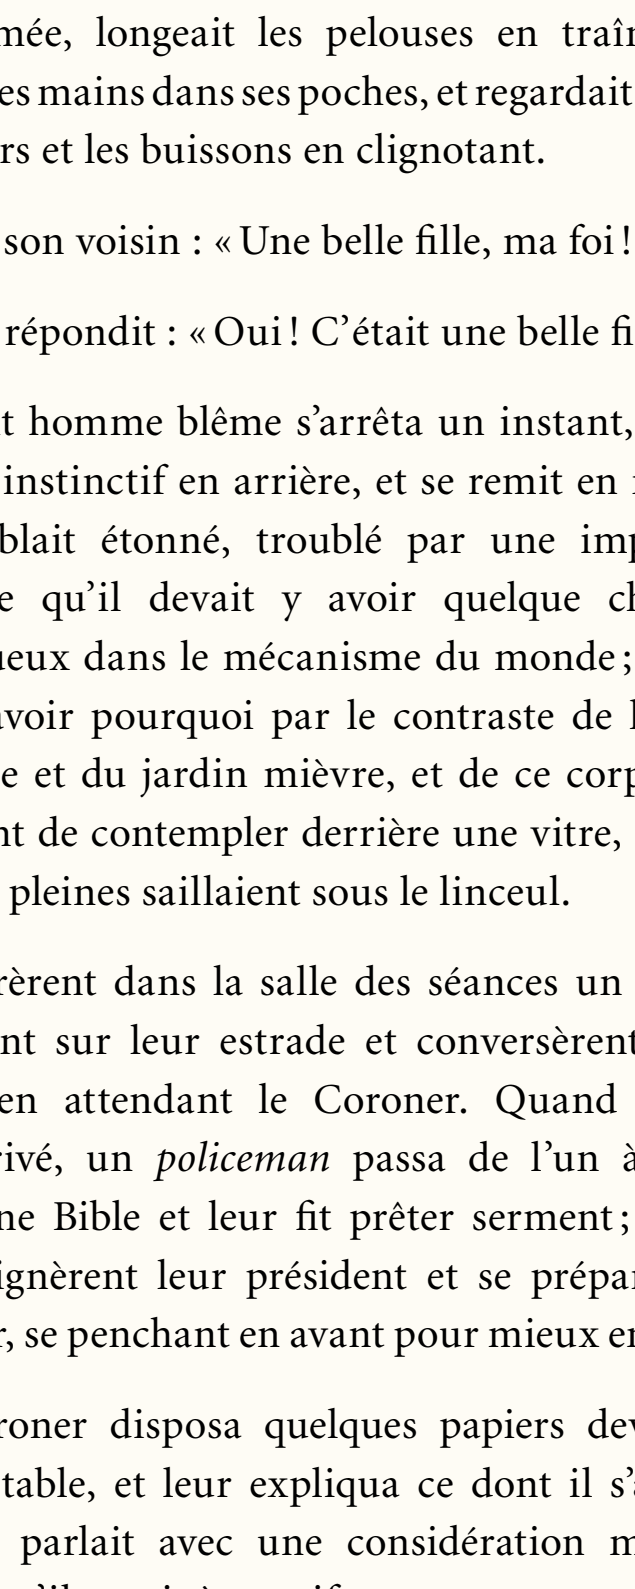 mée, longeait les pelouses en traîn
es mains dans ses poches, et regardait
rs et les buissons en clignotant.
son voisin : « Une belle fille, ma foi !
répondit : « Oui ! C’était une belle fi
t homme blême s’arrêta un instant,
instinctif en arrière, et se remit en
blait étonné, troublé par une imp
e qu’il devait y avoir quelque ch
ueux dans le mécanisme du monde ;
avoir pourquoi par le contraste de l
e et du jardin mièvre, et de ce corp
nt de contempler derrière une vitre,
pleines saillaient sous le linceul.
rèrent dans la salle des séances un
nt sur leur estrade et conversèrent
en attendant le Coroner. Quand
rivé, un policeman passa de l’un à
ne Bible et leur fit prêter serment ;
ignèrent leur président et se prépar
r, se penchant en avant pour mieux en
roner disposa quelques papiers dev
table, et leur expliqua ce dont il s’a
parlait avec une considération m